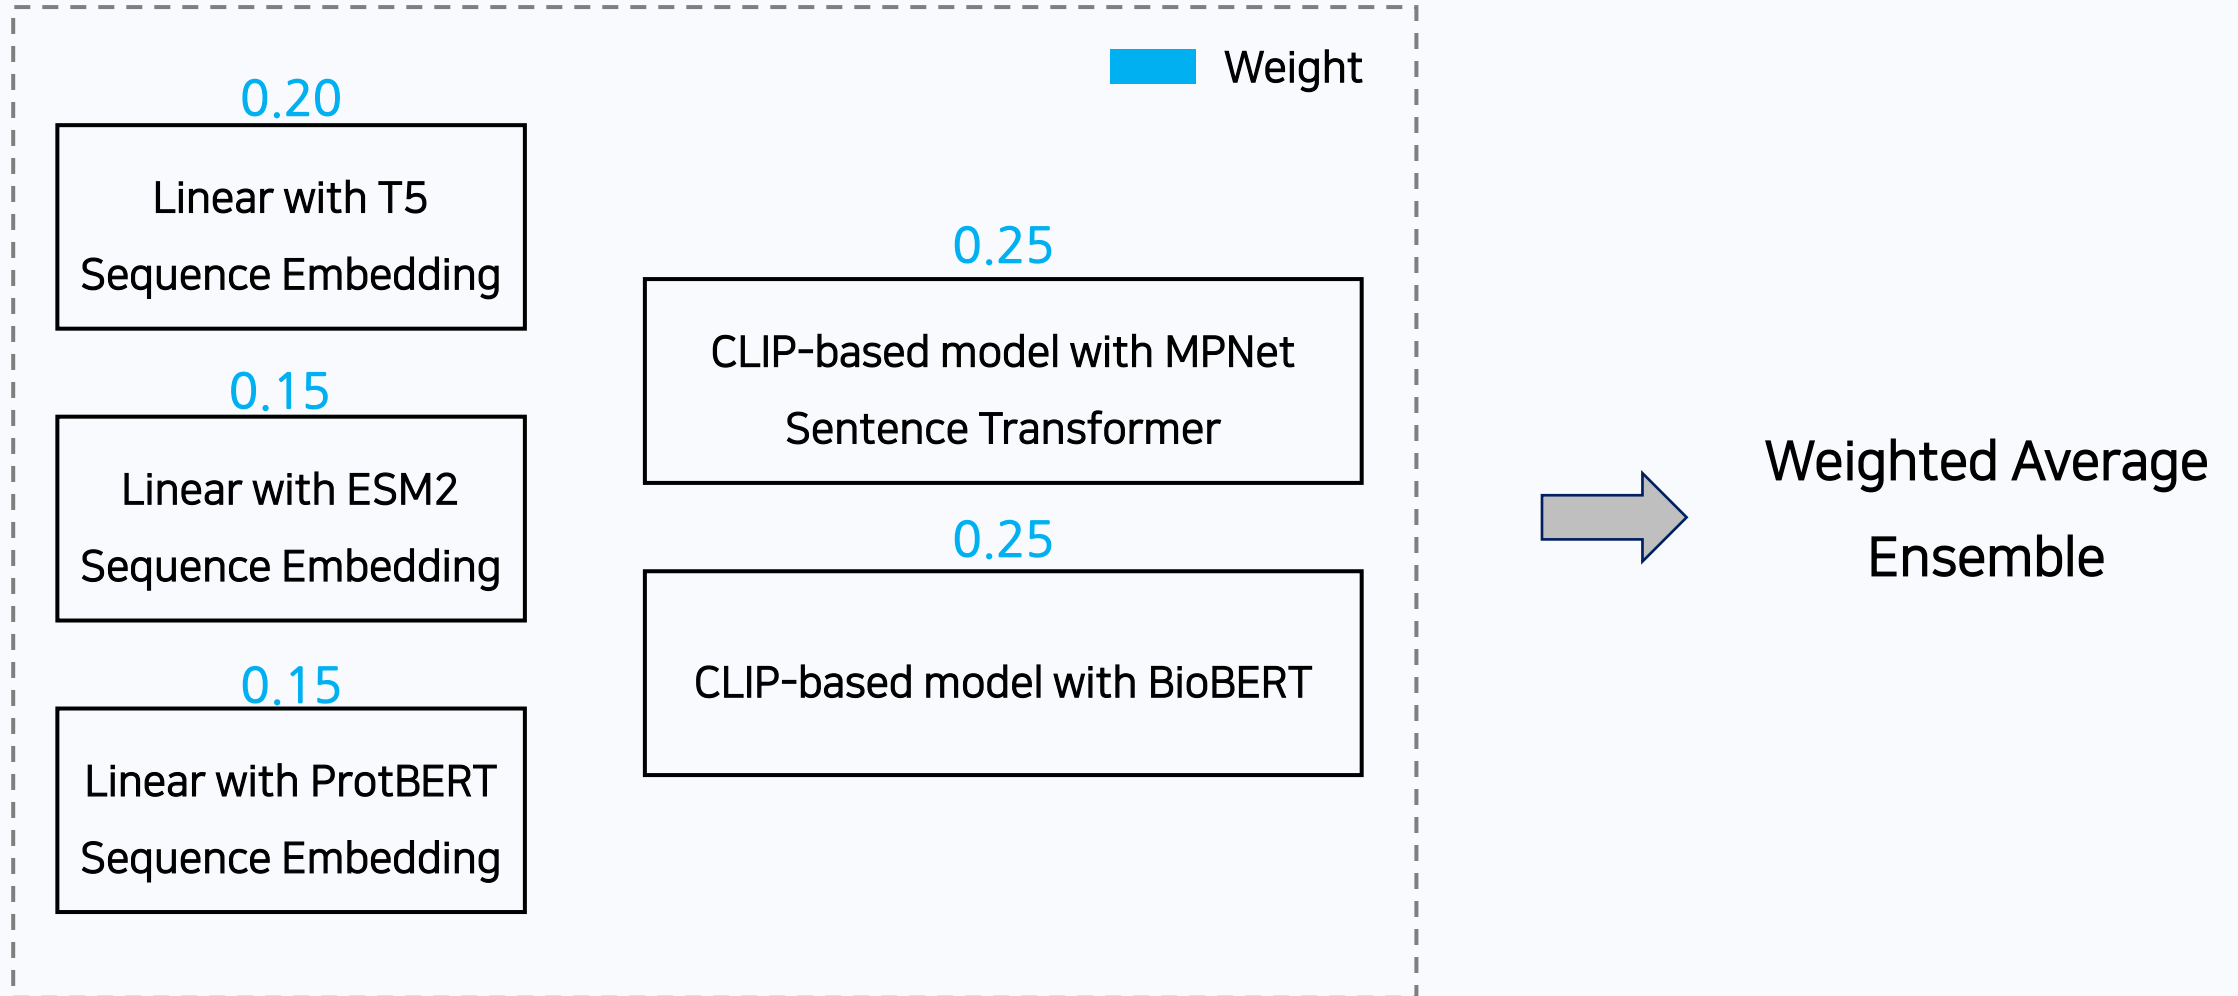 Weight
0.20
Linear with T5
Sequence Embedding
0.15
Linear with ESM2
Sequence Embedding
0.15
Linear with ProtBERT
Sequence Embedding
0.25
CLIP-based model with MPNet
Sentence Transformer
0.25
CLIP-based model with BioBERT
Weighted Average
Ensemble